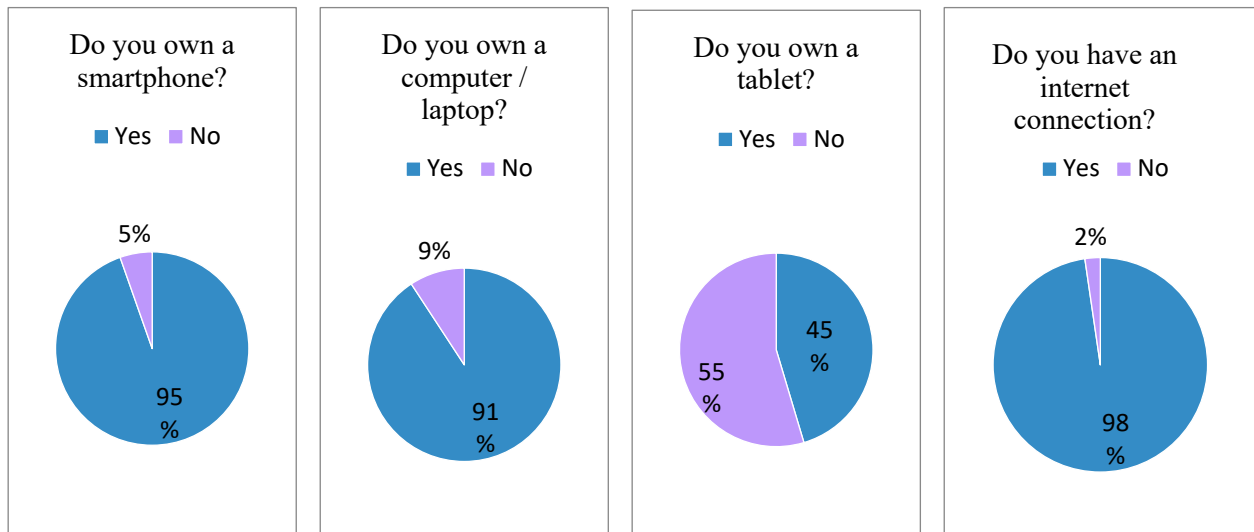 Do you own a
smartphone?
Yes No
5%
95
%
Do you own a
computer /
laptop?
Yes No
9%
91
%
Do you own a
tablet?
Yes No
45
%
55
%
Do you have an
internet
connection?
Yes No
2%
98
%